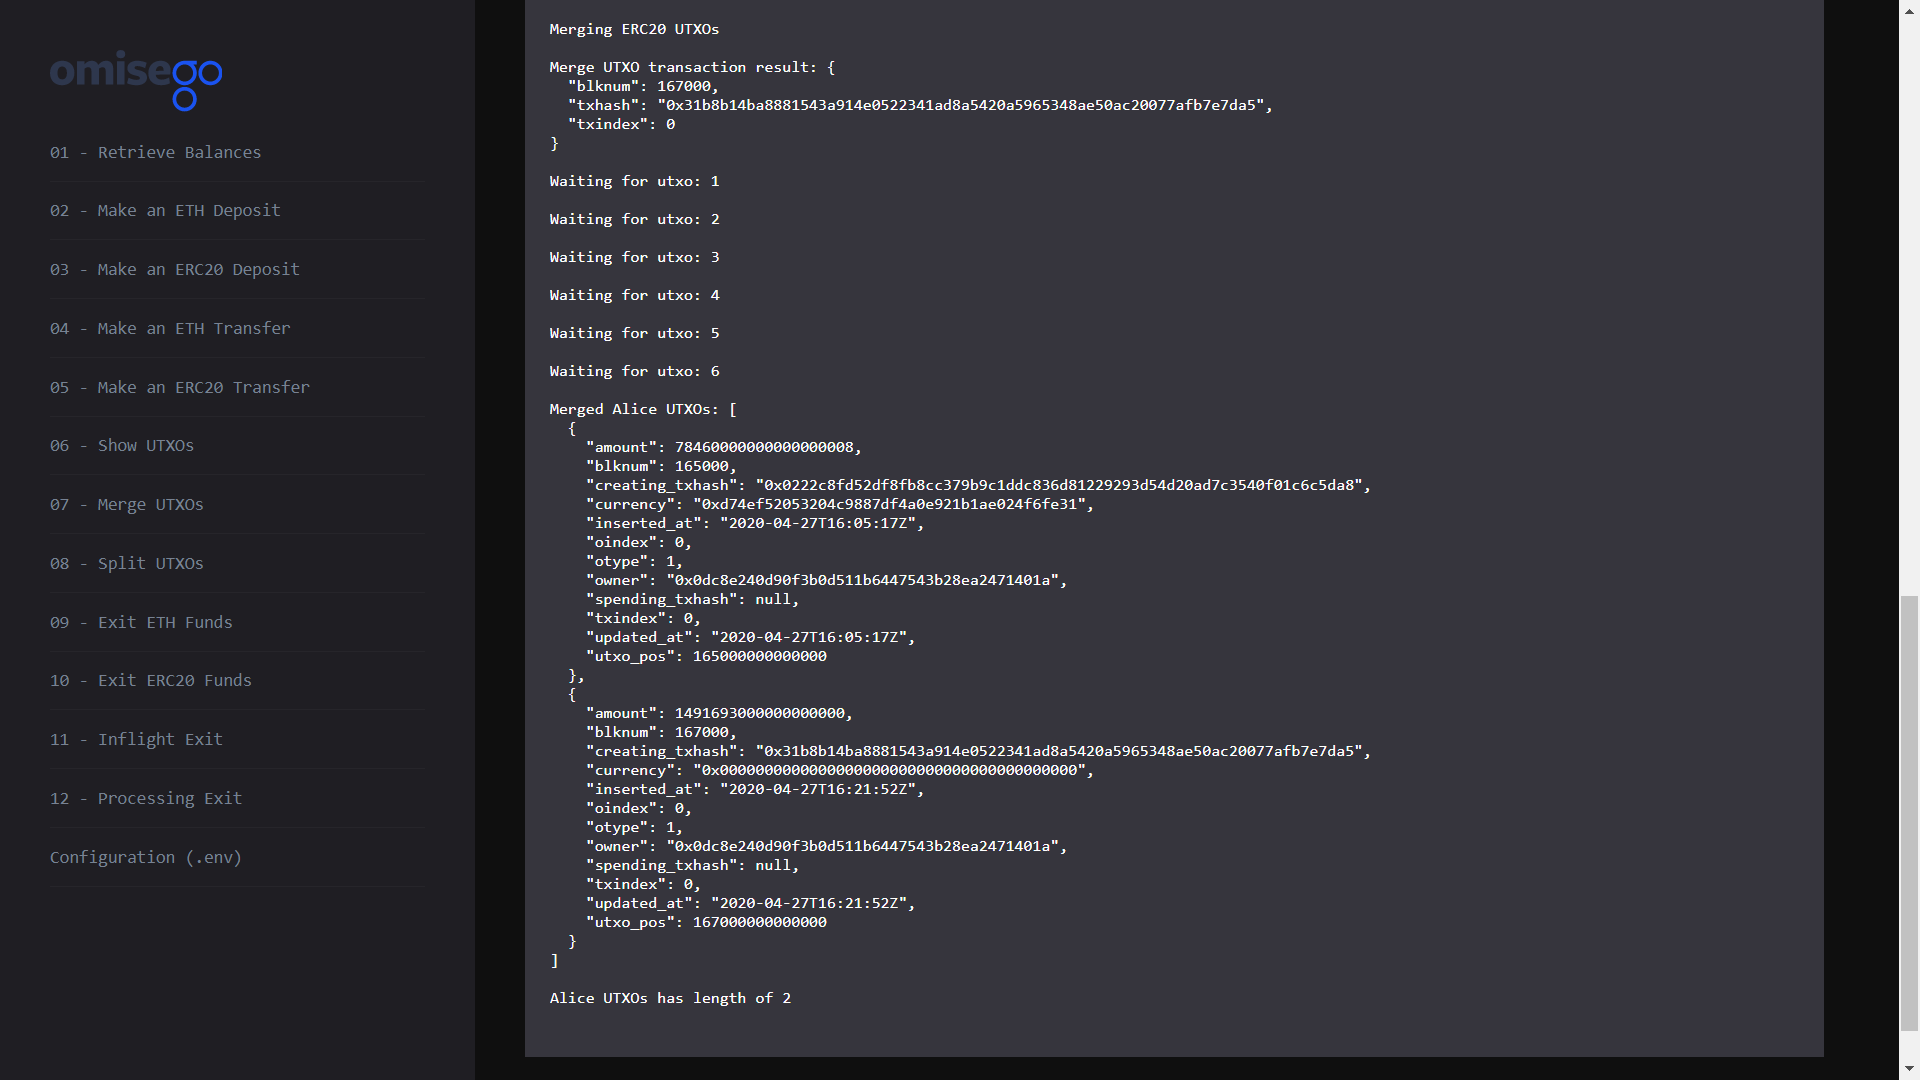 omisego
01 - Retrieve Balances
02 - Make an ETH Deposit
03 - Make an ERC20 Deposit
04 - Make an ETH Transfer
05 - Make an ERC20 Transfer
06 - Show UTXOs
07 - Merge UTXOs
08 - Split UTXOs
09 - Exit ETH Funds
10 - Exit ERC20 Funds
11 - Inflight Exit
12 - Processing Exit
Configuration (.env)
Merging ERC20 UTXOs
Merge UTXO transaction result: {
"blknum": 167000,
"txhash": "0x31b8b14ba8881543a914e0522341ad8a5420a5965348ae50ac20077afb7e7da5",
"txindex": 0
}
Waiting for utxo: 1
Waiting for utxo: 2
Waiting for utxo: 3
Waiting for utxo: 4
Waiting for utxo: 5
Waiting for utxo: 6
Merged Alice UTXOs: [
{
"amount": 78460000000000000008,
"blknum": 165000,
"creating_txhash": "0x0222c8fd52df8fb8cc379b9c1ddc836d81229293d54d20ad7c3540f01c6c5da8",
"currency": "0xd74ef52053204c9887df4a0e921b1ae024f6fe31",
"inserted_at": "2020-04-27T16:05:17Z",
"oindex": 0,
"otype": 1,
"owner": "0x0dc8e240d90f3b0d511b6447543b28ea2471401a",
"spending_txhash": null,
"txindex": 0,
"updated_at": "2020-04-27T16:05:17Z",
"utxo_pos": 165000000000000
},
{
"amount": 1491693000000000000,
"blknum": 167000,
"creating_txhash": "0x31b8b14ba8881543a914e0522341ad8a5420a5965348ae50ac20077afb7e7da5",
"currency": "0x0000000000000000000000000000000000000000",
"inserted_at": "2020-04-27T16:21:52Z",
"oindex": 0,
"otype": 1,
"owner": "0x0dc8e240d90f3b0d511b6447543b28ea2471401a",
"spending_txhash": null,
"txindex": 0,
"updated_at": "2020-04-27T16:21:52Z",
"utxo_pos": 167000000000000
}
]
Alice UTXOs has length of 2